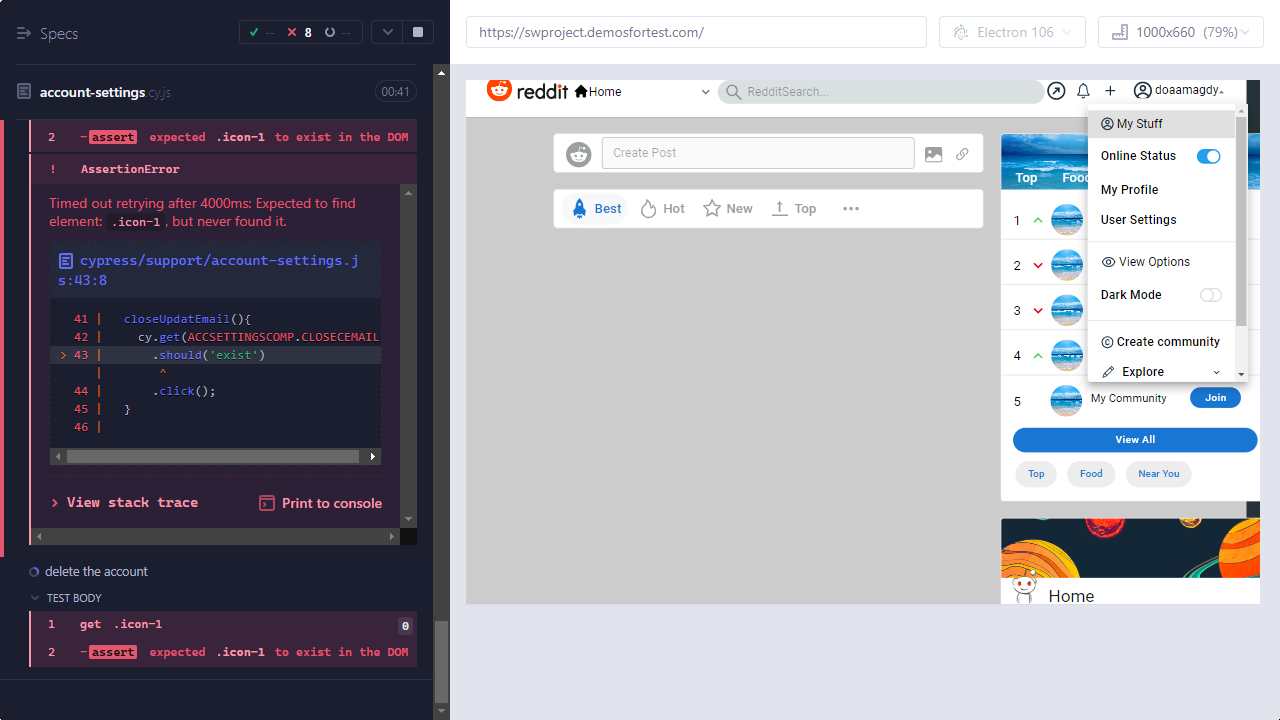 Specs
-- 8 --
account-settings.cy.js
00:41
2 -assert expected .icon-1 to exist in the DOM
! AssertionError
Timed out retrying after 4000ms: Expected to find
element: .icon-1, but never found it.
cypress/support/account-settings.j
s:43:8
41 | closeUpdatEmail(){
42 | cy.get(ACCSETTINGSCOMP.CLOSECEMAIL
> 43 | .should('exist')
| ^
44 | .click();
45 | }
46 |
View stack trace
Print to console
delete the account
TEST BODY
1 get .icon-1 0
2 -assert expected .icon-1 to exist in the DOM
https://swproject.demosfortest.com/
Electron 106
1000x660 (79%)
reddit
Home
RedditSearch...
doaamagdy
Create Post
Best
Hot
New
Top
Top
Food
1
2
3
4
5
My Community
Join
View All
Top
Food
Near You
Home
My Stuff
Online Status
My Profile
User Settings
View Options
Dark Mode
Create community
Explore